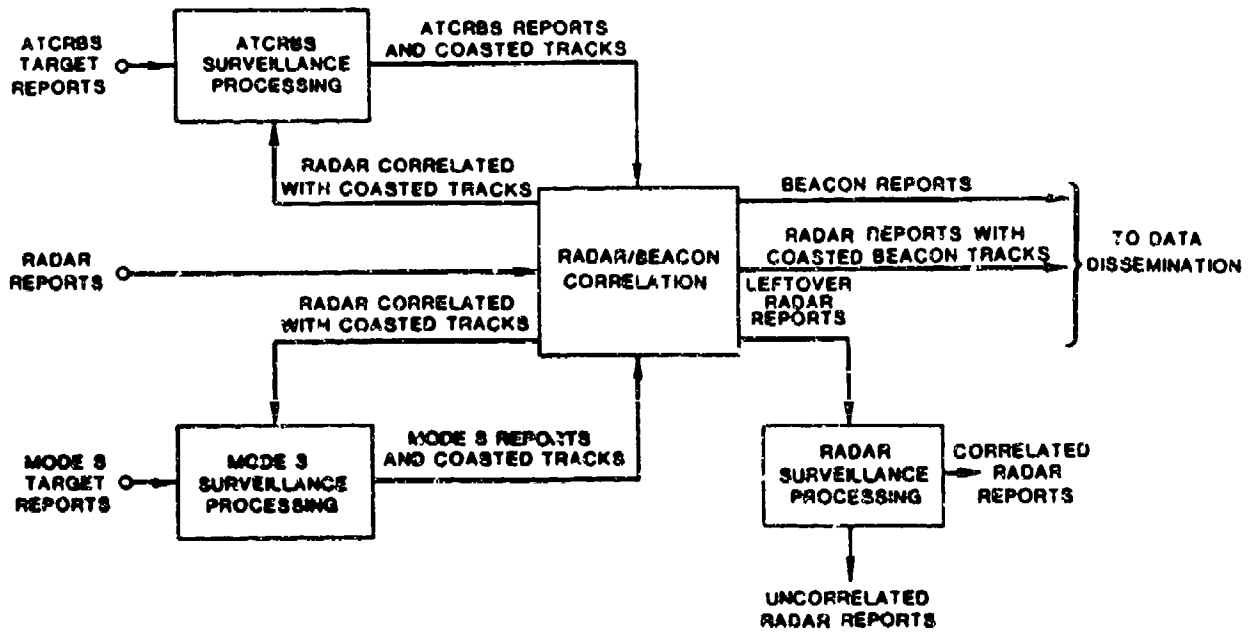 ATCRBS
TARGET
REPORTS
ATCRBS
SURVEILLANCE
PROCESSING
ATCRBS REPORTS
AND COASTED TRACKS
RADAR CORRELATED
WITH COASTED TRACKS
RADAR
REPORTS
RADAR/BEACON
CORRELATION
BEACON REPORTS
RADAR REPORTS WITH
COASTED BEACON TRACKS
TO DATA
DISSEMINATION
LEFTOVER
RADAR
REPORTS
RADAR CORRELATED
WITH COASTED TRACKS
MODE S
TARGET
REPORTS
MODE S
SURVEILLANCE
PROCESSING
MODE S REPORTS
AND COASTED TRACKS
RADAR
SURVEILLANCE
PROCESSING
CORRELATED
RADAR
REPORTS
UNCORRELATED
RADAR REPORTS